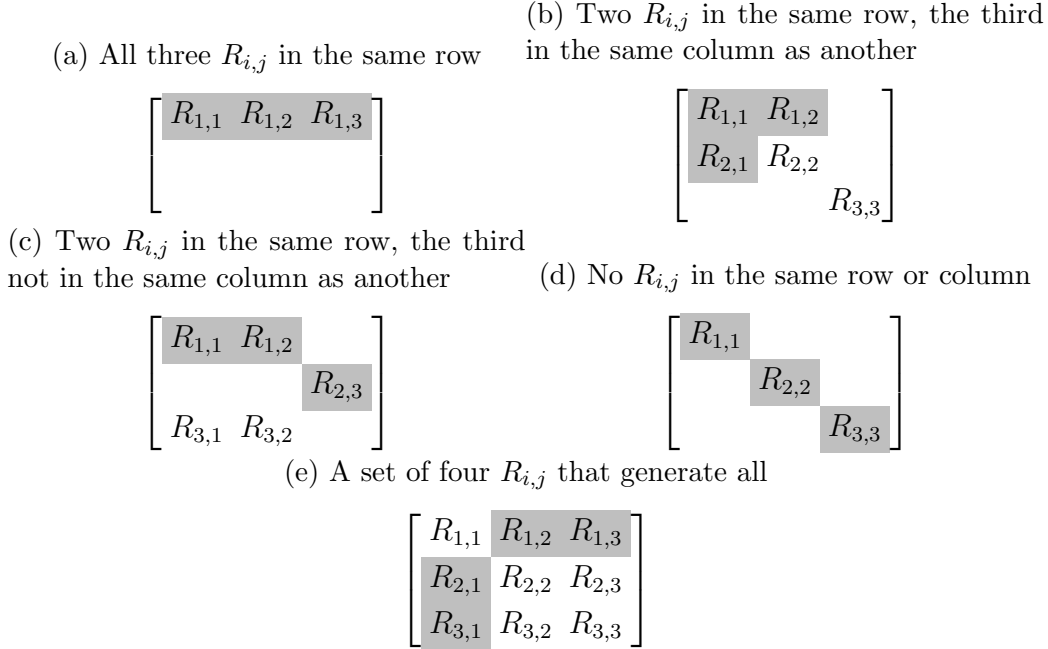 (a) All three $R_{i,j}$ in the same row
$R_{1,1}$ $R_{1,2}$ $R_{1,3}$
(b) Two $R_{i,j}$ in the same row, the third
in the same column as another
$R_{1,1}$ $R_{1,2}$
$R_{2,1}$ $R_{2,2}$
$R_{3,3}$
(c) Two $R_{i,j}$ in the same row, the third
not in the same column as another
$R_{1,1}$ $R_{1,2}$
$R_{2,3}$
$R_{3,1}$ $R_{3,2}$
(d) No $R_{i,j}$ in the same row or column
$R_{1,1}$
$R_{2,2}$
$R_{3,3}$
(e) A set of four $R_{i,j}$ that generate all
$R_{1,1}$ $R_{1,2}$ $R_{1,3}$
$R_{2,1}$ $R_{2,2}$ $R_{2,3}$
$R_{3,1}$ $R_{3,2}$ $R_{3,3}$